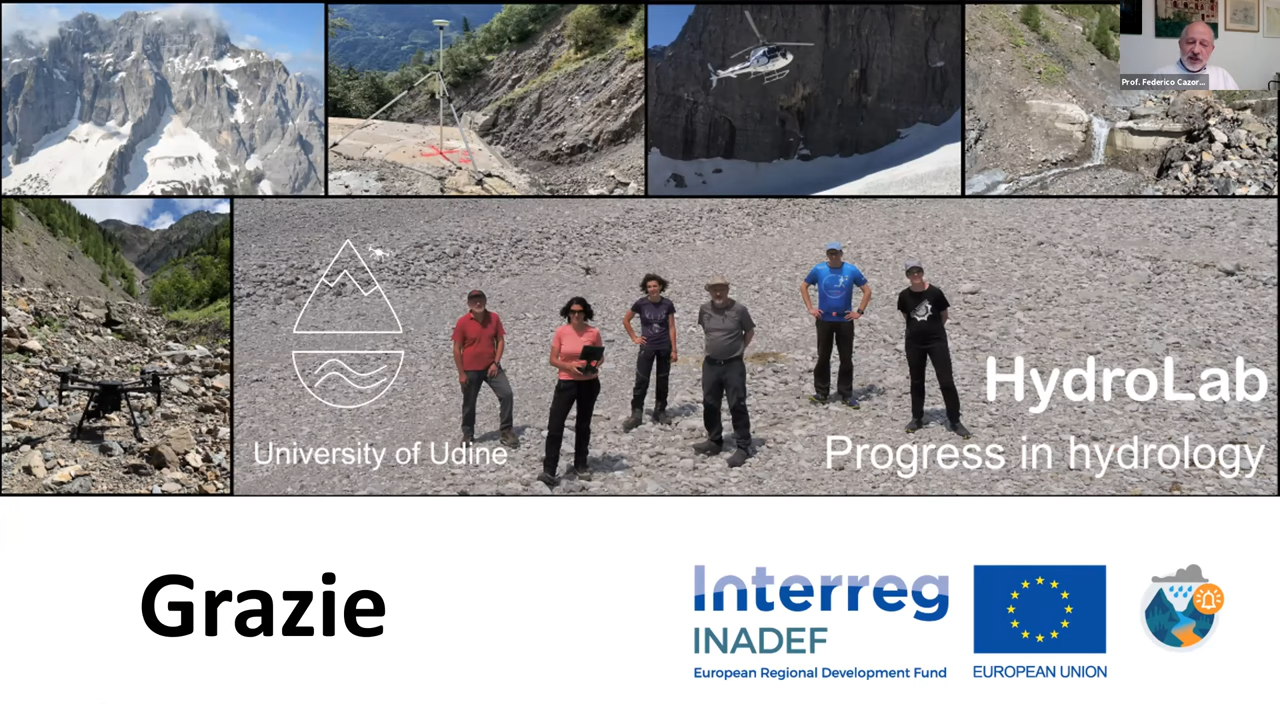 Prof. Federico Cazor...
University of Udine
HydroLab
Progress in hydrology
Grazie
Interreg
INADEF
European Regional Development Fund
EUROPEAN UNION